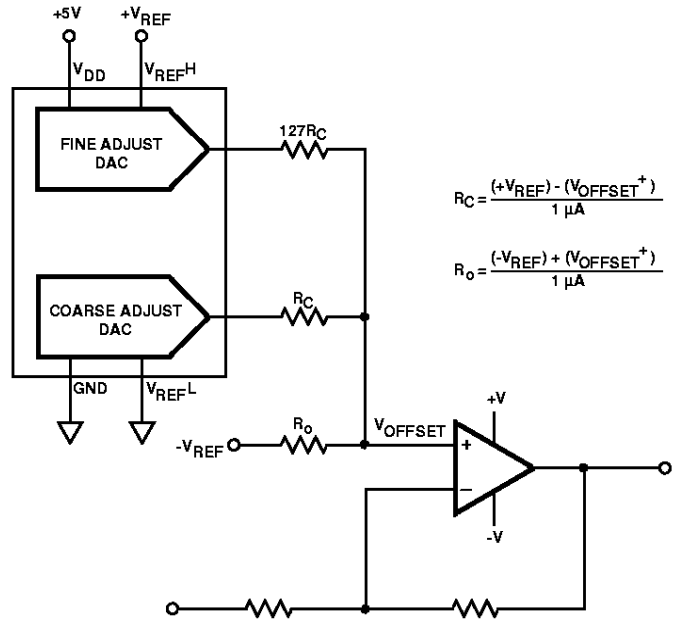 +5V
+VREF
VDD
VREFH
FINE ADJUST
DAC
127RC
RC = (+VREF) - (VOFFSET+)
1 µA
Ro = (-VREF) + (VOFFSET+)
1 µA
COARSE ADJUST
DAC
RC
GND
VREFL
-VREF
Ro
VOFFSET
+V
+
−
-V